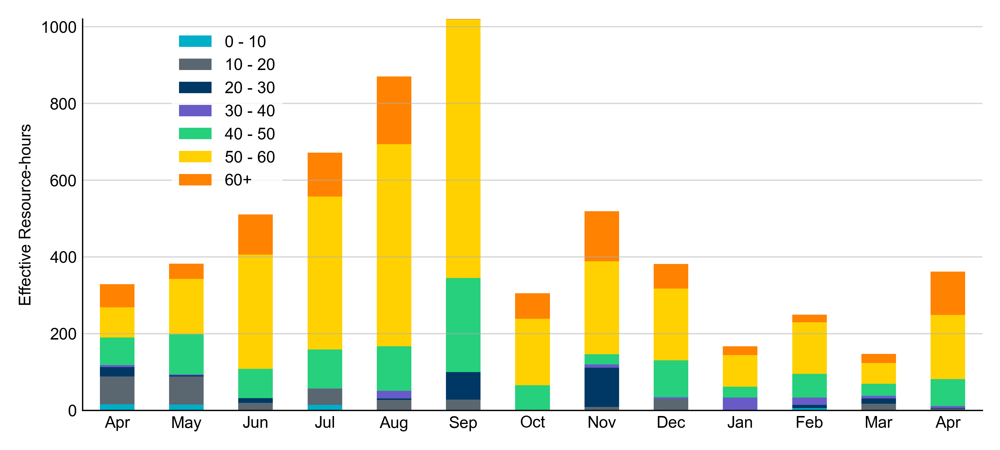 Effective Resource-hours
1000
800
600
400
200
0
0 - 10
10 - 20
20 - 30
30 - 40
40 - 50
50 - 60
60+
Apr May Jun Jul Aug Sep Oct Nov Dec Jan Feb Mar Apr